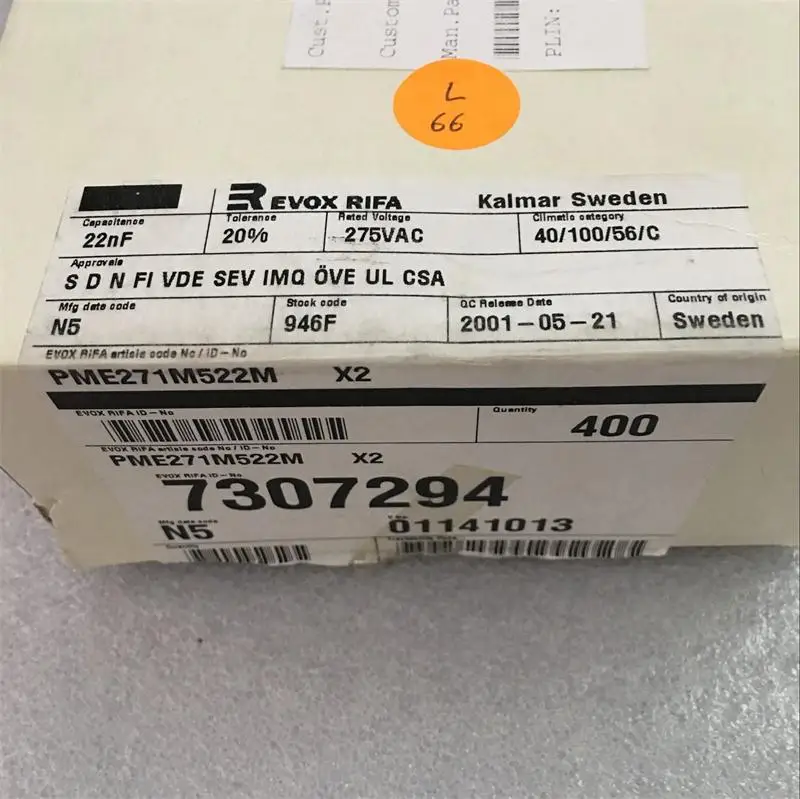 Cust.
Custom
Man.Pa
PLIN:
L
66
EVOX RIFA Kalmar Sweden
Capacitance Tolerance Rated Voltage Climatic category
22nF 20% 275VAC 40/100/56/C
Approvals
S D N FI VDE SEV IMQ ÖVE UL CSA
Mfg date code Stock code QC Release Date Country of origin
N5 946F 2001-05-21 Sweden
EVOX RIFA article code No / ID-No
PME271M522M X2
EVOX RIFA ID-No Quantity
400
EVOX RIFA article code No / ID-No
PME271M522M X2
EVOX RIFA ID-No
7307294
Mfg date code
N5 01141013
Quantity